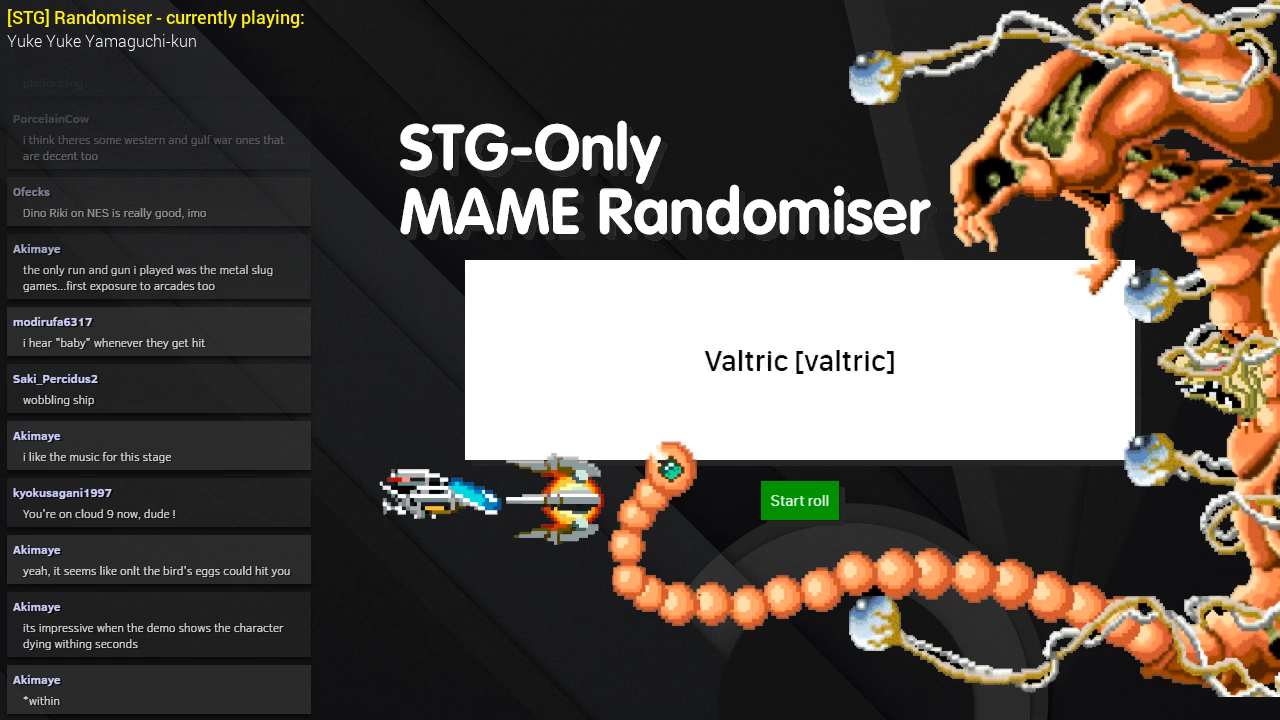 [STG] Randomiser - currently playing:
Yuke Yuke Yamaguchi-kun
platforming
PorcelainCow
i think theres some western and gulf war ones that
are decent too
Ofecks
Dino Riki on NES is really good, imo
Akimaye
the only run and gun i played was the metal slug
games...first exposure to arcades too
modirufa6317
i hear "baby" whenever they get hit
Saki_Percidus2
wobbling ship
Akimaye
i like the music for this stage
kyokusagani1997
You're on cloud 9 now, dude !
Akimaye
yeah, it seems like onlt the bird's eggs could hit you
Akimaye
its impressive when the demo shows the character
dying withing seconds
Akimaye
*within
STG-Only
MAME Randomiser
Valtric [valtric]
Start roll